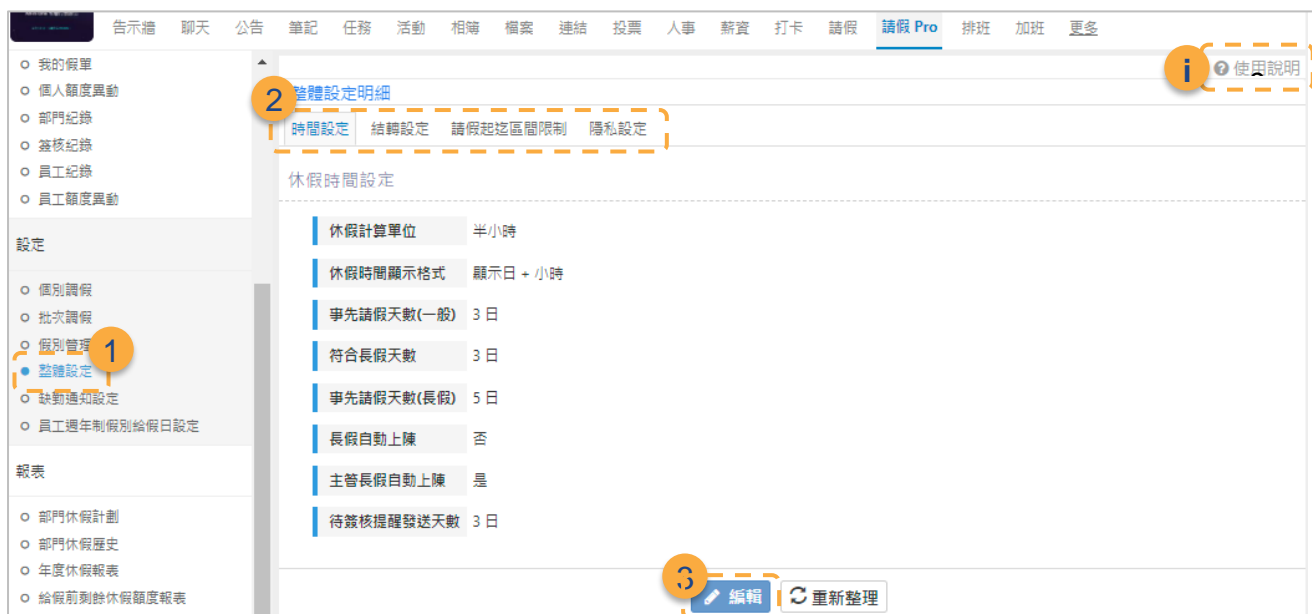 告示牆 聊天 公告 筆記 任務 活動 相簿 檔案 連結 投票 人事 薪資 打卡 請假 請假 Pro 排班 加班 更多
我的假單
個人額度異動
部門紀錄
簽核紀錄
員工紀錄
員工額度異動
設定
個別調假
批次調假
假別管理
1
整體設定
缺勤通知設定
員工週年制假別給假日設定
報表
部門休假計劃
部門休假歷史
年度休假報表
給假前剩餘休假額度報表
i
使用說明
2
整體設定明細
時間設定 結轉設定 請假起迄區間限制 隱私設定
休假時間設定
休假計算單位 半小時
休假時間顯示格式 顯示日 + 小時
事先請假天數(一般) 3 日
符合長假天數 3 日
事先請假天數(長假) 5 日
長假自動上陳 否
主管長假自動上陳 是
待簽核提醒發送天數 3 日
3
編輯 重新整理